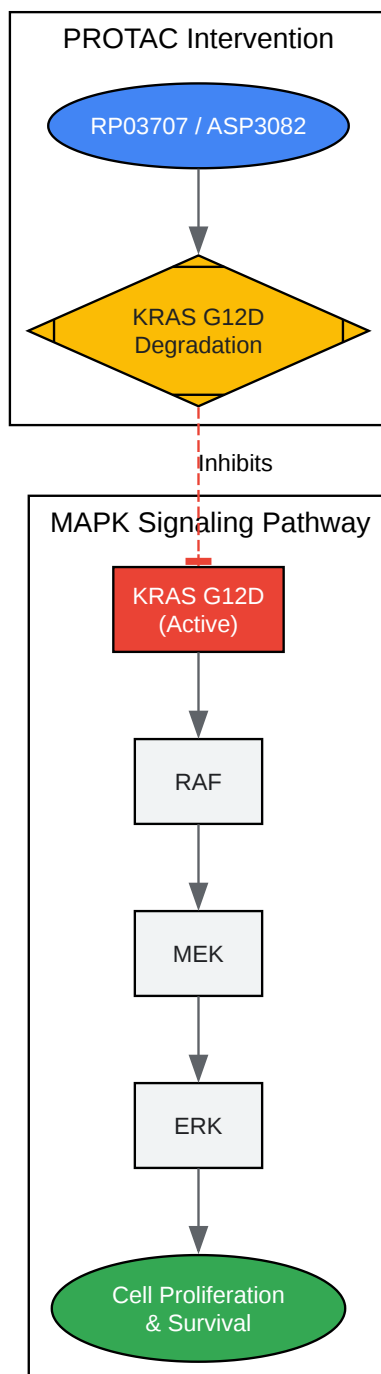 PROTAC Intervention
RP03707 / ASP3082
KRAS G12D
Degradation
Inhibits
MAPK Signaling Pathway
KRAS G12D
(Active)
RAF
MEK
ERK
Cell Proliferation
& Survival